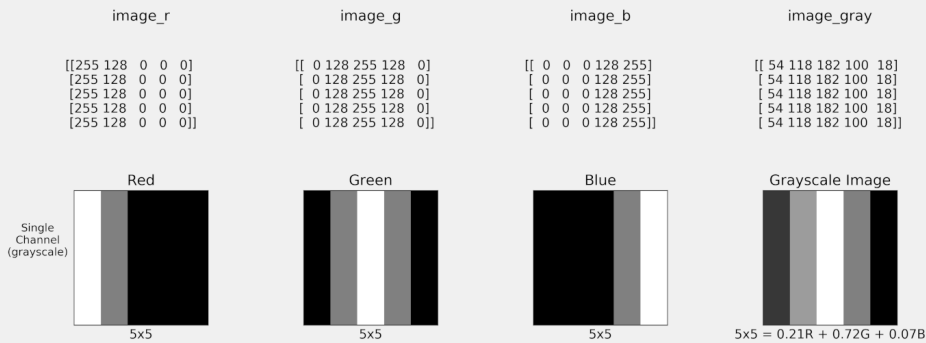 image_r
image_g
image_b
image_gray
[[255 128 0 0 0]
[255 128 0 0 0]
[255 128 0 0 0]
[255 128 0 0 0]
[255 128 0 0 0]]
[[ 0 128 255 128 0]
[ 0 128 255 128 0]
[ 0 128 255 128 0]
[ 0 128 255 128 0]
[ 0 128 255 128 0]]
[[ 0 0 0 128 255]
[ 0 0 0 128 255]
[ 0 0 0 128 255]
[ 0 0 0 128 255]
[ 0 0 0 128 255]]
[[ 54 118 182 100 18]
[ 54 118 182 100 18]
[ 54 118 182 100 18]
[ 54 118 182 100 18]
[ 54 118 182 100 18]]
Red
Green
Blue
Grayscale Image
Single
Channel
(grayscale)
5x5
5x5
5x5
5x5 = 0.21R + 0.72G + 0.07B